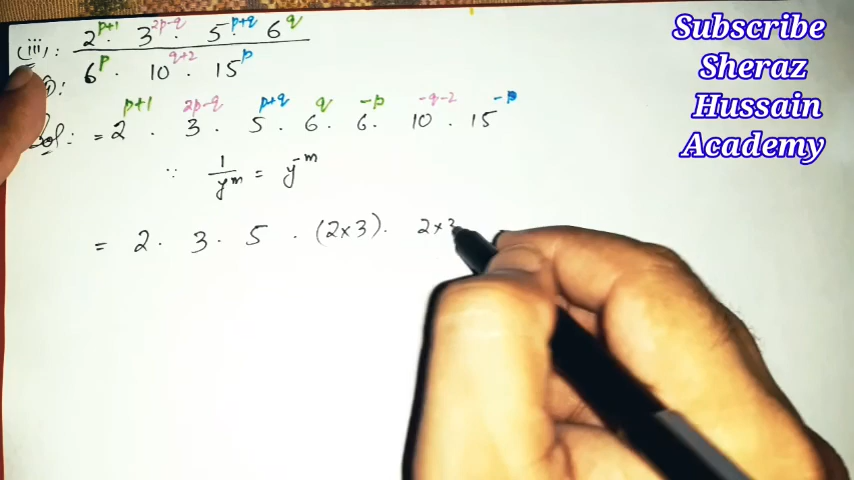 (iii): 2^(p+1) · 3^(2p-q) · 5^(p+q) · 6^q
6^p · 10^(q+2) · 15^p
Sol: = 2^(p+1) · 3^(2p-q) · 5^(p+q) · 6^q · 6^(-p) · 10^(-q-2) · 15^(-p)
∵ 1/y^m = y^(-m)
= 2 · 3 · 5 · (2×3) · 2×3
Subscribe
Sheraz
Hussain
Academy